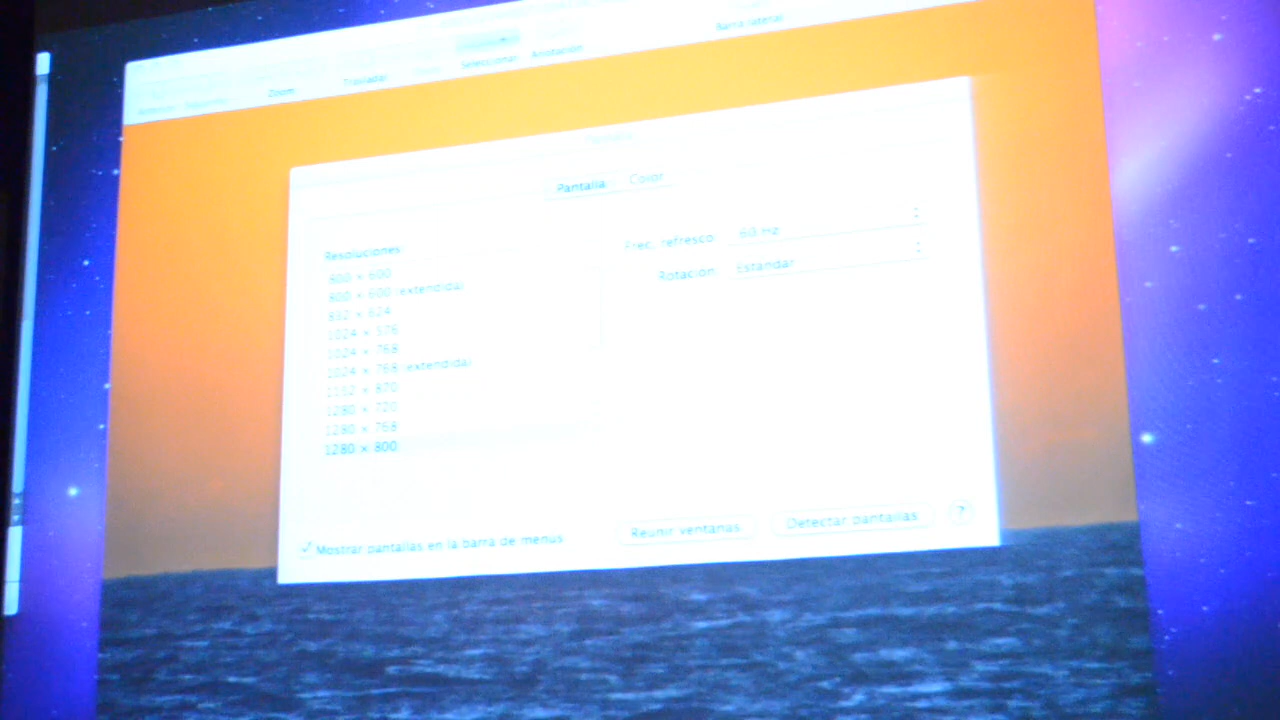 Barra lateral
Zoom Trasladar Seleccionar Anotación
Pantalla Color
Resoluciones:
800 × 600
800 × 600 (extendida)
832 × 624
1024 × 576
1024 × 768
1024 × 768 (extendida)
1152 × 870
1280 × 720
1280 × 768
1280 × 800
Frec. refresco: 60 Hz
Rotación: Estándar
✓ Mostrar pantallas en la barra de menús
Reunir ventanas
Detectar pantallas
?